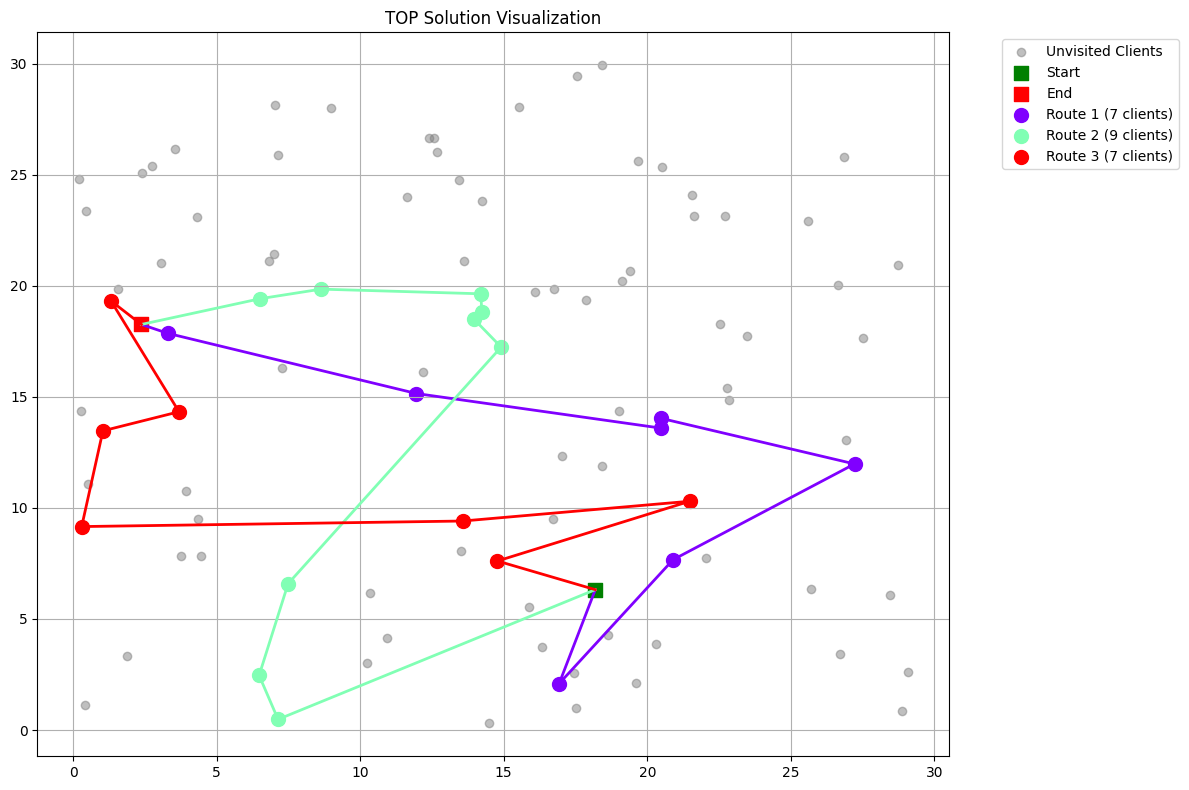 TOP Solution Visualization
30
25
20
15
10
5
0
0 5 10 15 20 25 30
Unvisited Clients
Start
End
Route 1 (7 clients)
Route 2 (9 clients)
Route 3 (7 clients)